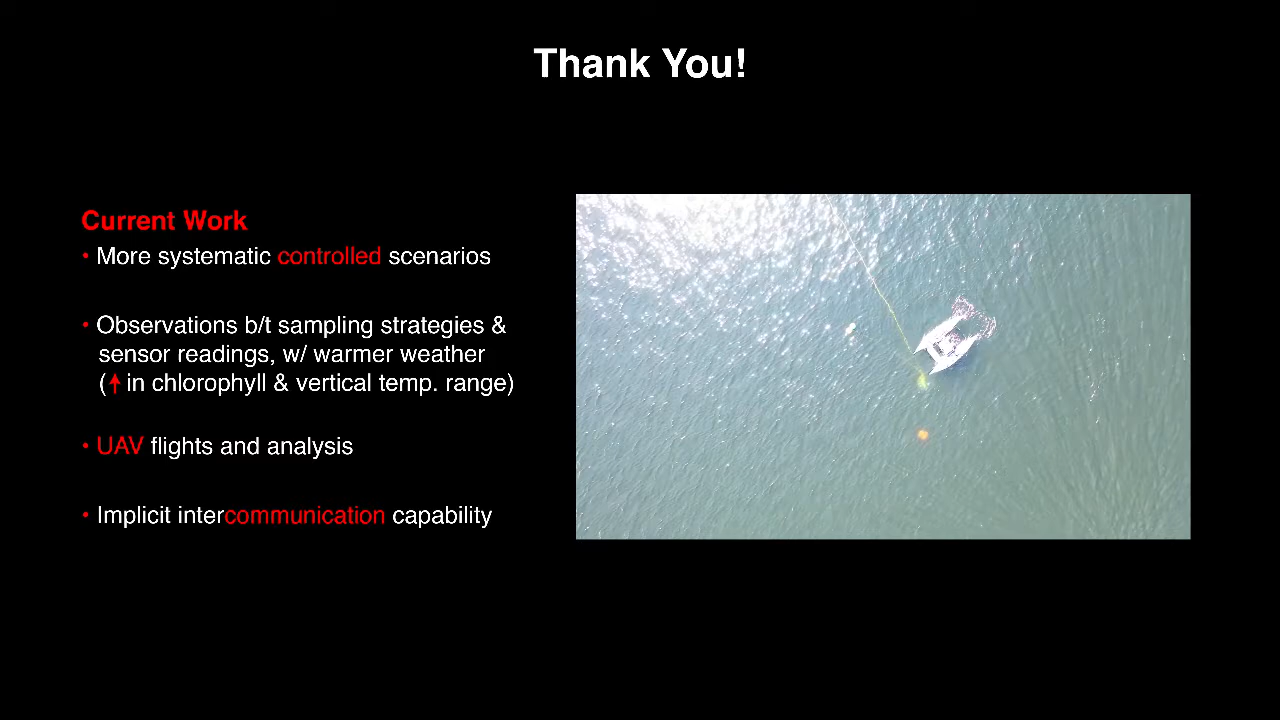 Thank You!
Current Work
• More systematic controlled scenarios
• Observations b/t sampling strategies &
sensor readings, w/ warmer weather
(↑ in chlorophyll & vertical temp. range)
• UAV flights and analysis
• Implicit intercommunication capability